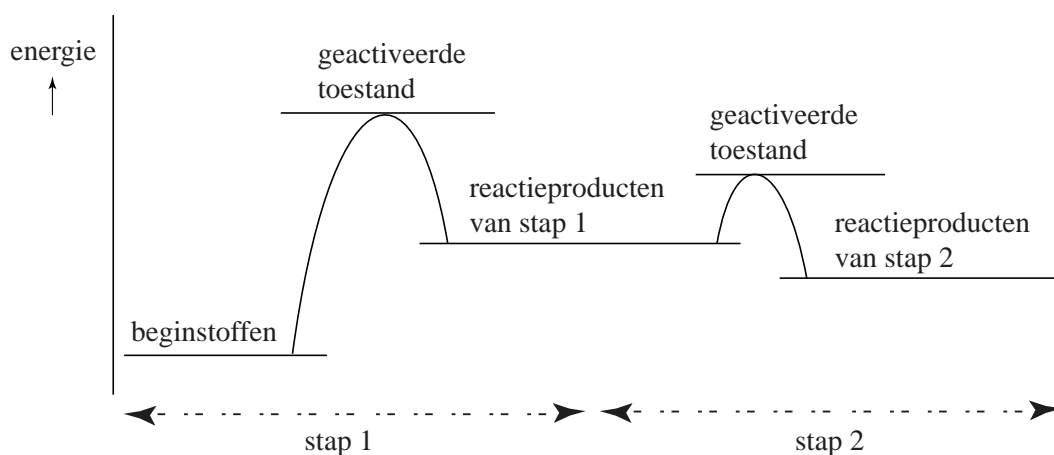 energie
geactiveerde
toestand
geactiveerde
toestand
reactieproducten
van stap 1
reactieproducten
van stap 2
beginstoffen
stap 1
stap 2